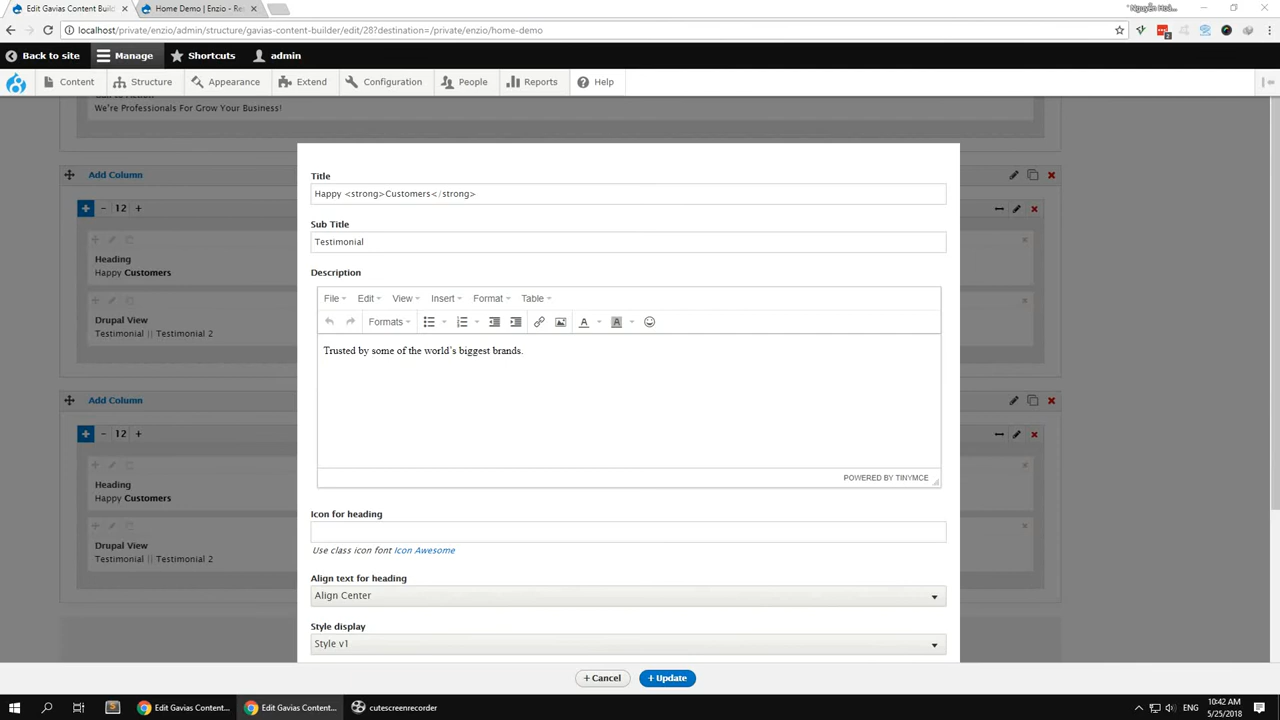 Edit Gavias Content Buil
Home Demo | Enzio - Res
localhost/private/enzio/admin/structure/gavias-content-builder/edit/28?destination=/private/enzio/home-demo
Back to site
Manage
Shortcuts
admin
Content
Structure
Appearance
Extend
Configuration
People
Reports
Help
We're Professionals For Grow Your Business!
Add Column
- 12 +
Heading
Happy Customers
Drupal View
Testimonial || Testimonial 2
Add Column
- 12 +
Heading
Happy Customers
Drupal View
Testimonial || Testimonial 2
Title
Happy <strong>Customers</strong>
Sub Title
Testimonial
Description
File Edit View Insert Format Table
Formats
A A
Trusted by some of the world's biggest brands.
POWERED BY TINYMCE
Icon for heading
Use class icon font Icon Awesome
Align text for heading
Align Center
Style display
Style v1
+ Cancel
+ Update
Edit Gavias Content...
Edit Gavias Content...
cutescreenrecorder
ENG
10:42 AM
5/25/2018